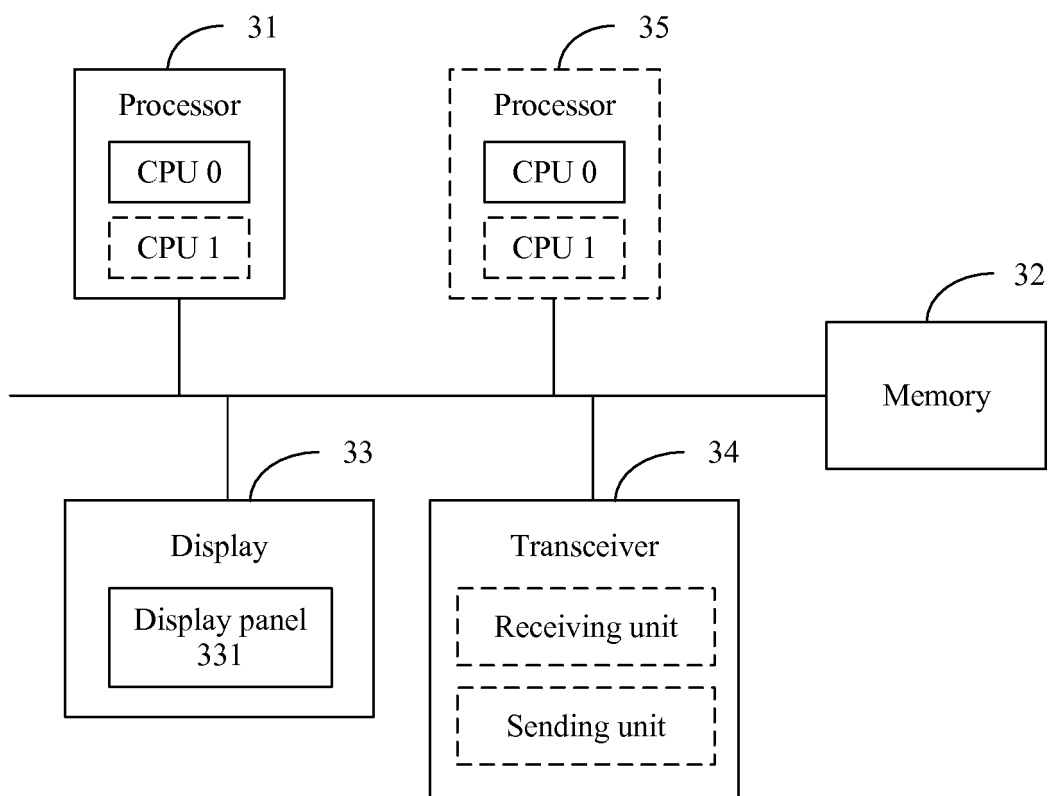 31
35
Processor
Processor
CPU 0
CPU 0
CPU 1
CPU 1
32
Memory
33
34
Display
Transceiver
Display panel
331
Receiving unit
Sending unit